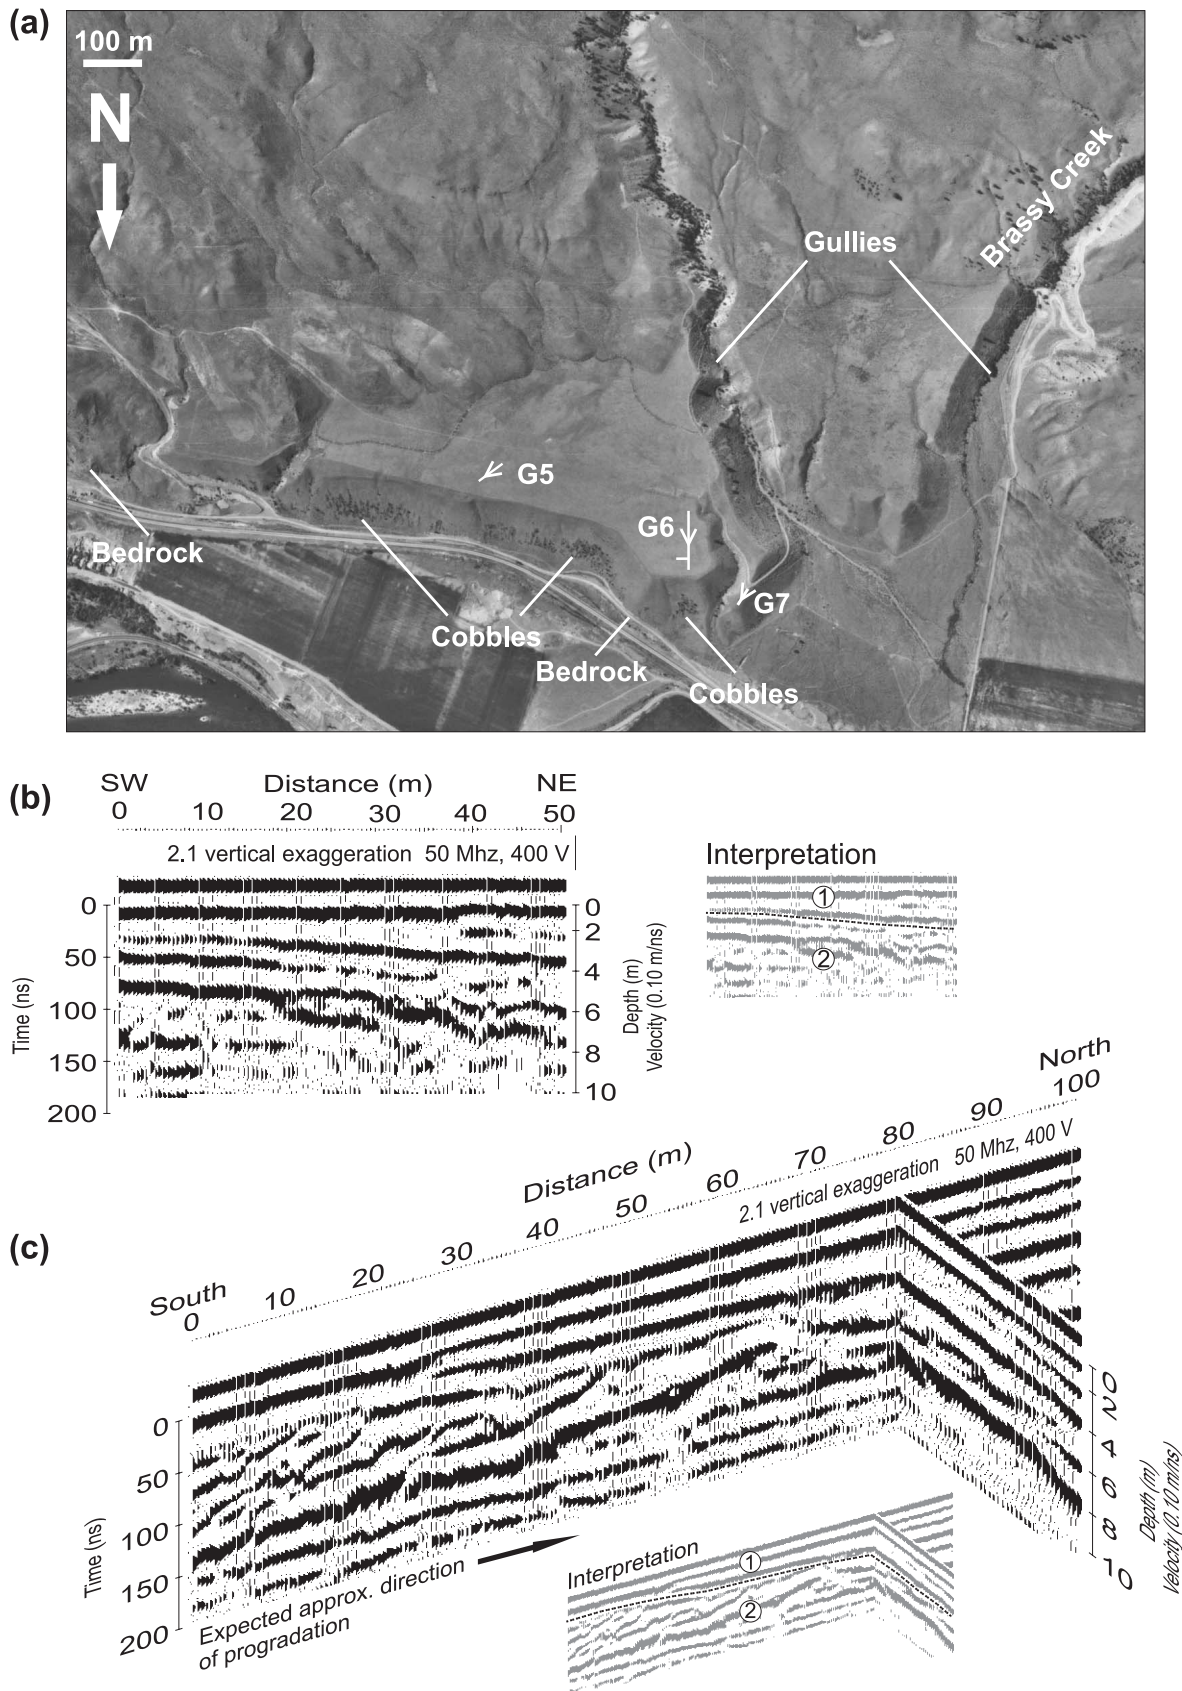 (a)
100 m
N
Brassy Creek
Gullies
G5
G6
Bedrock
G7
Cobbles
Bedrock
Cobbles
(b)
SW Distance (m) NE
0 10 20 30 40 50
2.1 vertical exaggeration 50 Mhz, 400 V
0
50
100
150
200
Time (ns)
0
2
4
6
8
10
Depth (m)
Velocity (0.10 m/ns)
Interpretation
1
2
(c)
South
North
Distance (m)
0 10 20 30 40 50 60 70 80 90 100
2.1 vertical exaggeration 50 Mhz, 400 V
0
50
100
150
200
Time (ns)
0
2
4
6
8
10
Depth (m)
Velocity (0.10 m/ns)
Expected approx. direction
of progradation
Interpretation
1
2